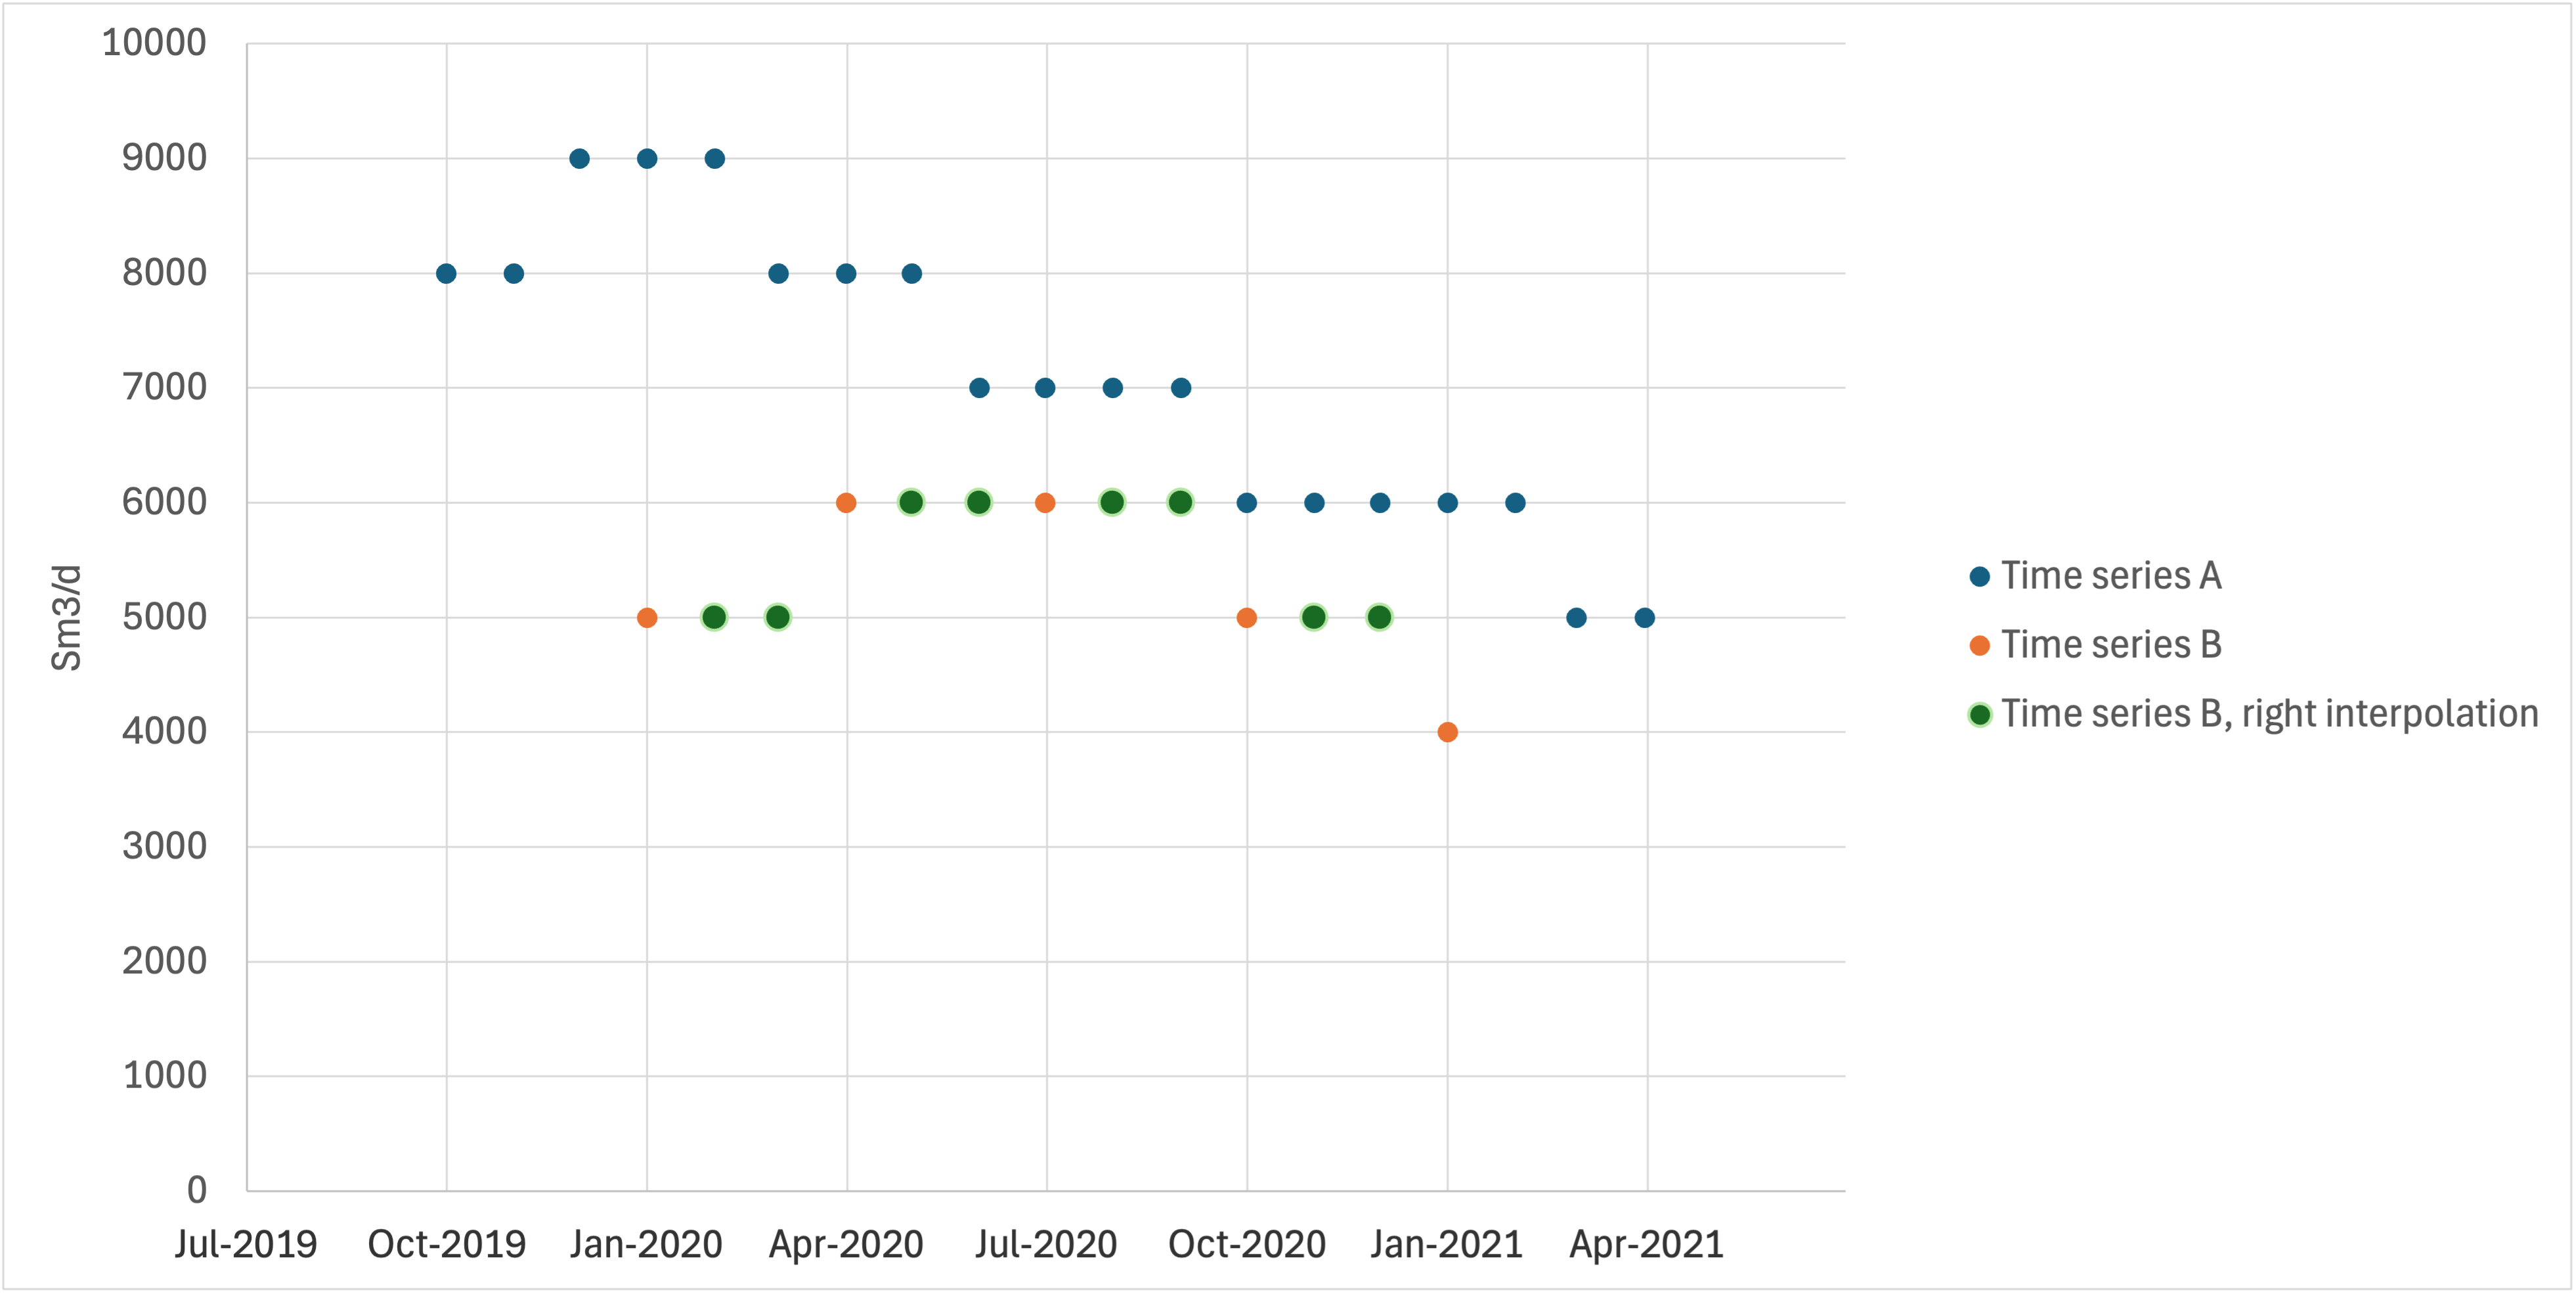 10000
9000
8000
7000
6000
5000
4000
3000
2000
1000
0
Sm3/d
Jul-2019 Oct-2019 Jan-2020 Apr-2020 Jul-2020 Oct-2020 Jan-2021 Apr-2021
Time series A
Time series B
Time series B, right interpolation